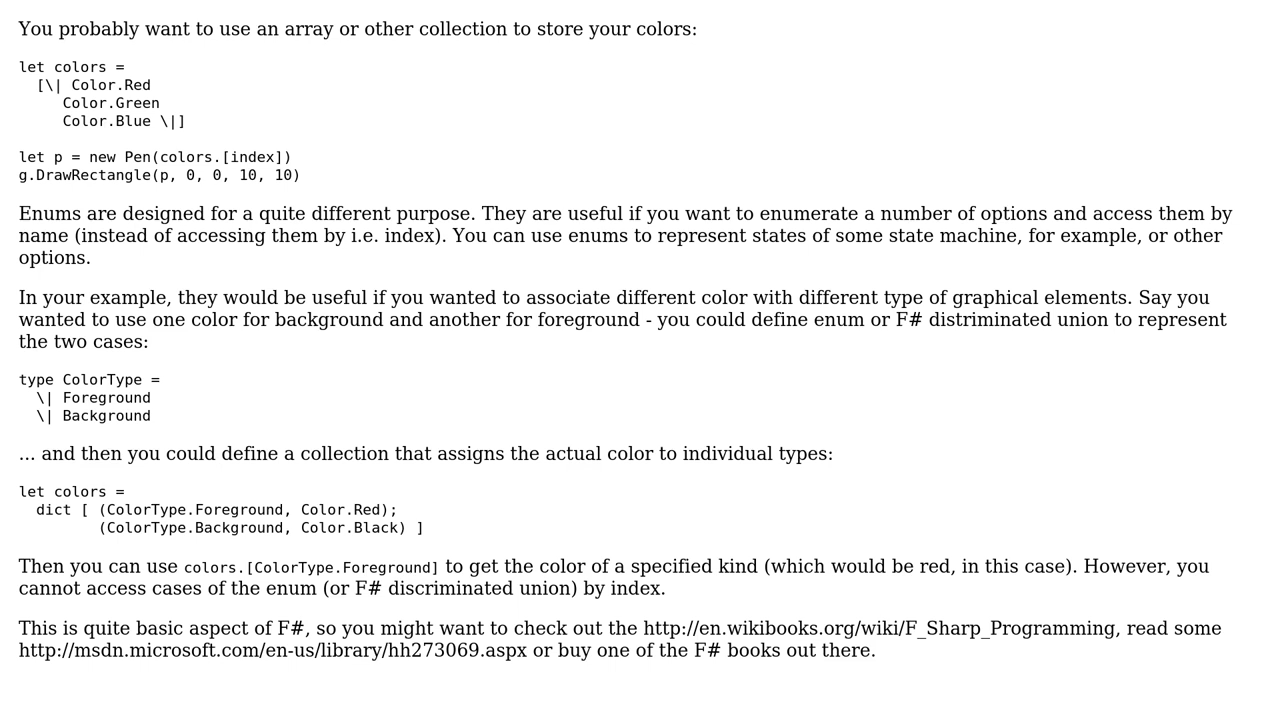 You probably want to use an array or other collection to store your colors:
let colors =
  [\| Color.Red
     Color.Green
     Color.Blue \|]
let p = new Pen(colors.[index])
g.DrawRectangle(p, 0, 0, 10, 10)
Enums are designed for a quite different purpose. They are useful if you want to enumerate a number of options and access them by
name (instead of accessing them by i.e. index). You can use enums to represent states of some state machine, for example, or other
options.
In your example, they would be useful if you wanted to associate different color with different type of graphical elements. Say you
wanted to use one color for background and another for foreground - you could define enum or F# distriminated union to represent
the two cases:
type ColorType =
  \| Foreground
  \| Background
... and then you could define a collection that assigns the actual color to individual types:
let colors =
  dict [ (ColorType.Foreground, Color.Red);
         (ColorType.Background, Color.Black) ]
Then you can use colors.[ColorType.Foreground] to get the color of a specified kind (which would be red, in this case). However, you
cannot access cases of the enum (or F# discriminated union) by index.
This is quite basic aspect of F#, so you might want to check out the http://en.wikibooks.org/wiki/F_Sharp_Programming, read some
http://msdn.microsoft.com/en-us/library/hh273069.aspx or buy one of the F# books out there.